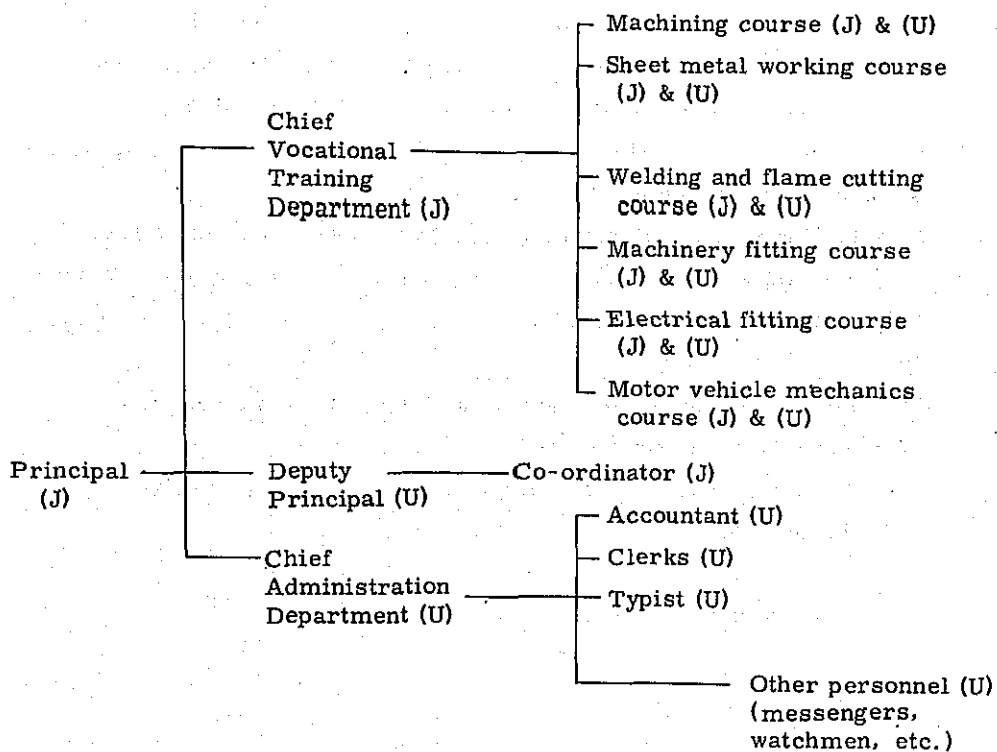 Machining course (J) & (U)
Sheet metal working course
(J) & (U)
Chief
Vocational
Training
Department (J)
Welding and flame cutting
course (J) & (U)
Machinery fitting course
(J) & (U)
Electrical fitting course
(J) & (U)
Motor vehicle mechanics
course (J) & (U)
Principal
(J)
Deputy
Principal (U)
Co-ordinator (J)
Chief
Administration
Department (U)
Accountant (U)
Clerks (U)
Typist (U)
Other personnel (U)
(messengers,
watchmen, etc.)